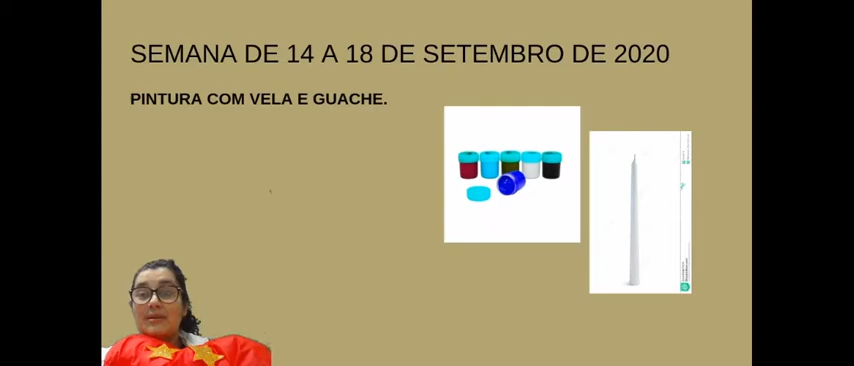 SEMANA DE 14 A 18 DE SETEMBRO DE 2020
PINTURA COM VELA E GUACHE.